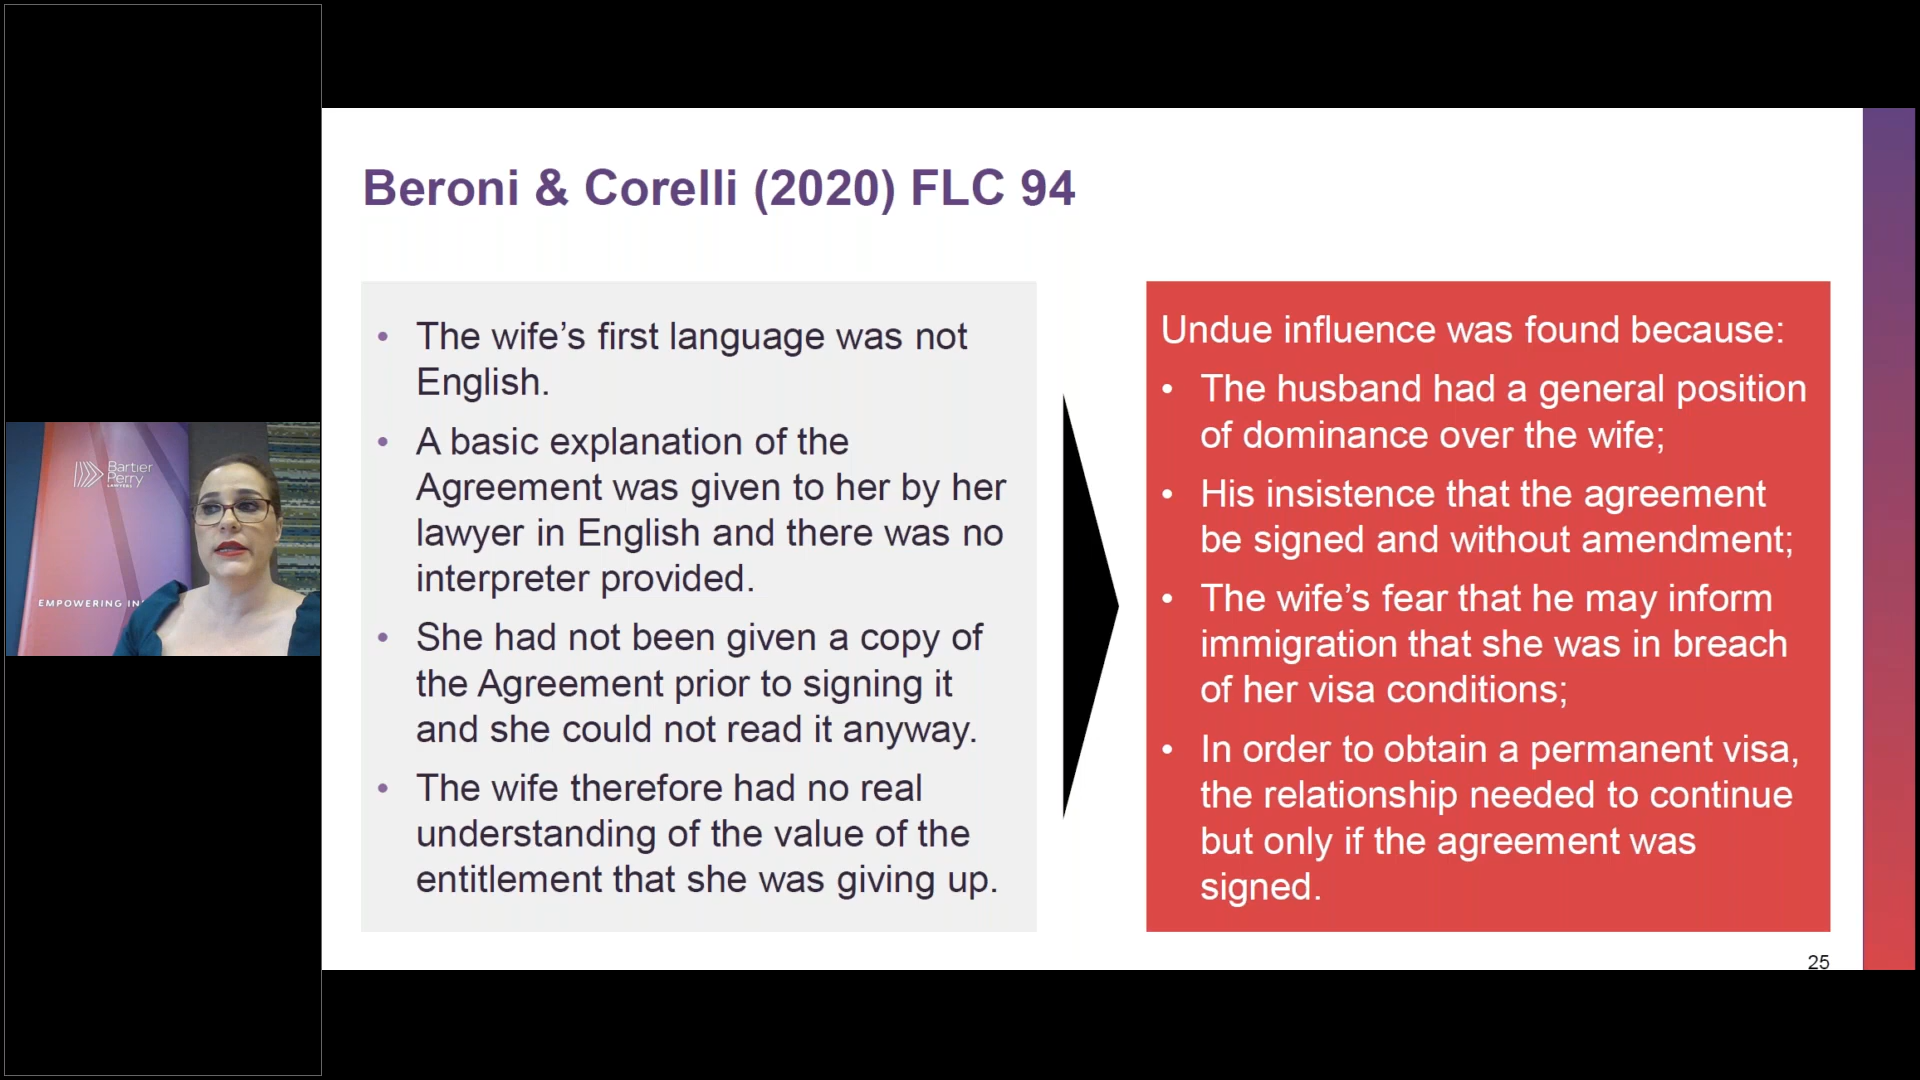 Beroni & Corelli (2020) FLC 94
• The wife’s first language was not
English.
• A basic explanation of the
Agreement was given to her by her
lawyer in English and there was no
interpreter provided.
• She had not been given a copy of
the Agreement prior to signing it
and she could not read it anyway.
• The wife therefore had no real
understanding of the value of the
entitlement that she was giving up.
Undue influence was found because:
• The husband had a general position
of dominance over the wife;
• His insistence that the agreement
be signed and without amendment;
• The wife’s fear that he may inform
immigration that she was in breach
of her visa conditions;
• In order to obtain a permanent visa,
the relationship needed to continue
but only if the agreement was
signed.
25
Bartier
Perry
LAWYERS
EMPOWERING IN